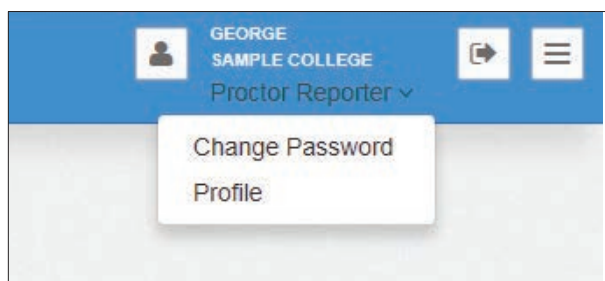 GEORGE
SAMPLE COLLEGE
Proctor Reporter
Change Password
Profile